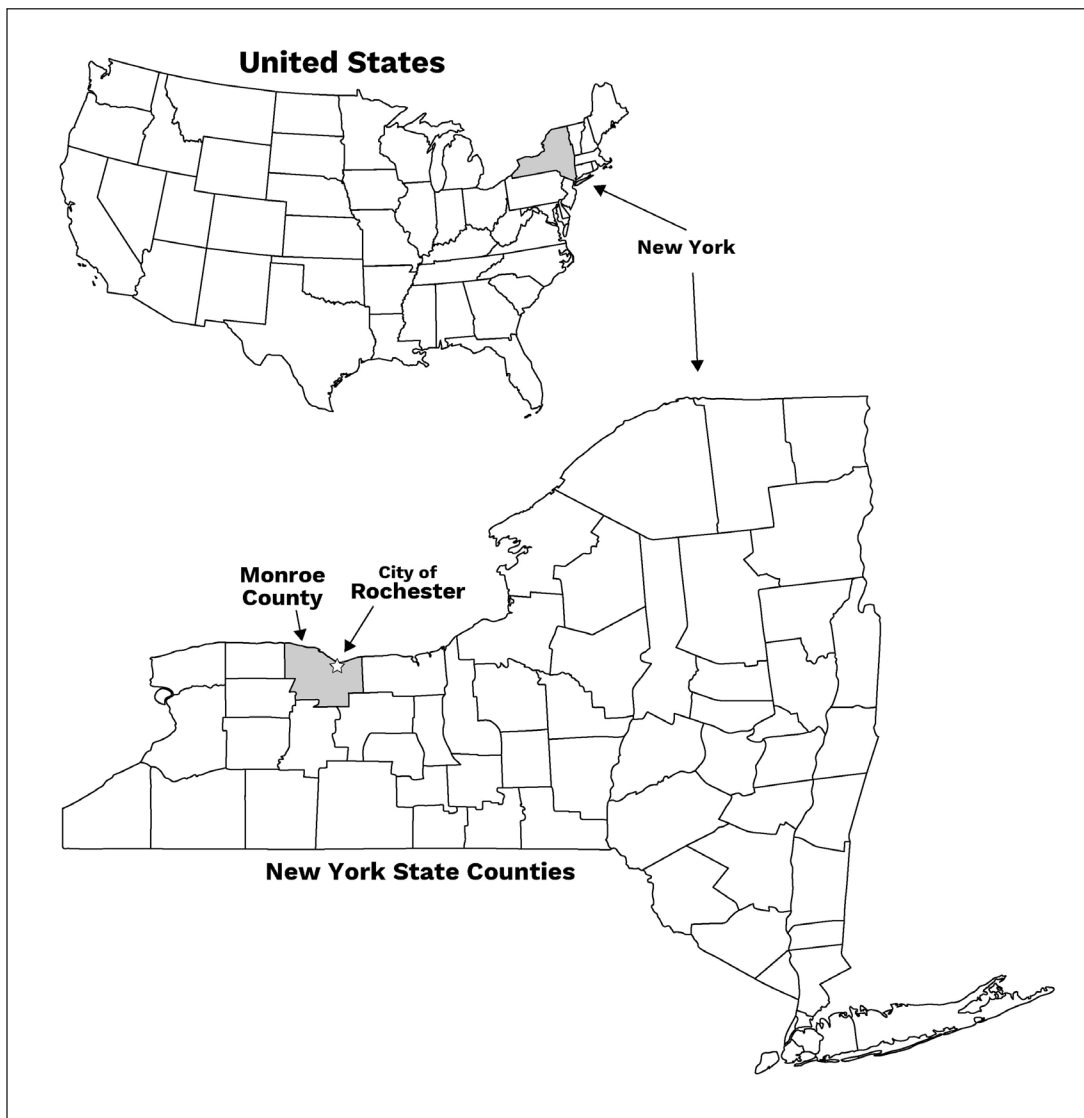 United States
New York
Monroe
County
City of
Rochester
New York State Counties